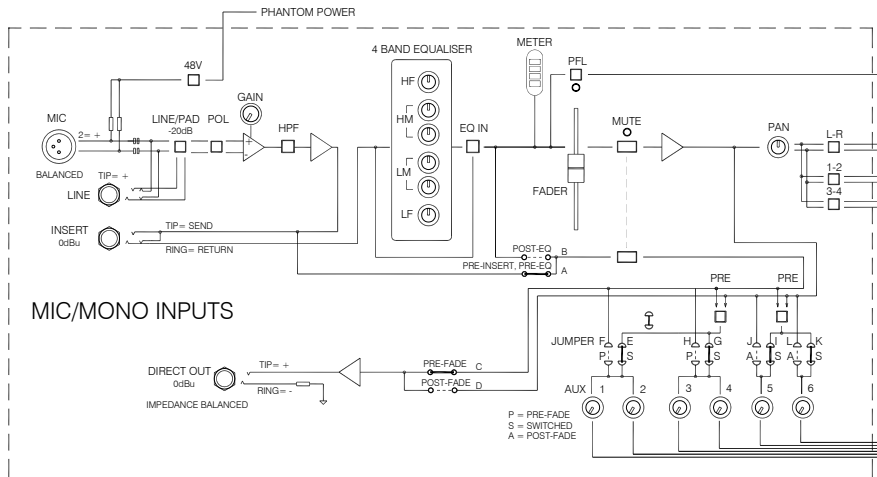 PHANTOM POWER
48V
4 BAND EQUALISER
METER
PFL
GAIN
MIC
2= +
LINE/PAD
-20dB
POL
HPF
+
-
HF
HM
LM
LF
EQ IN
FADER
MUTE
PAN
L-R
1-2
3-4
BALANCED
TIP= +
LINE
INSERT
0dBu
TIP= SEND
RING= RETURN
POST-EQ
B
PRE-INSERT, PRE-EQ
A
MIC/MONO INPUTS
PRE
PRE
JUMPER
F
E
H
G
J
I
L
K
P
S
P
S
A
S
A
S
DIRECT OUT
0dBu
TIP= +
RING= -
IMPEDANCE BALANCED
PRE-FADE
C
POST-FADE
D
AUX
1
2
3
4
5
6
P = PRE-FADE
S = SWITCHED
A = POST-FADE